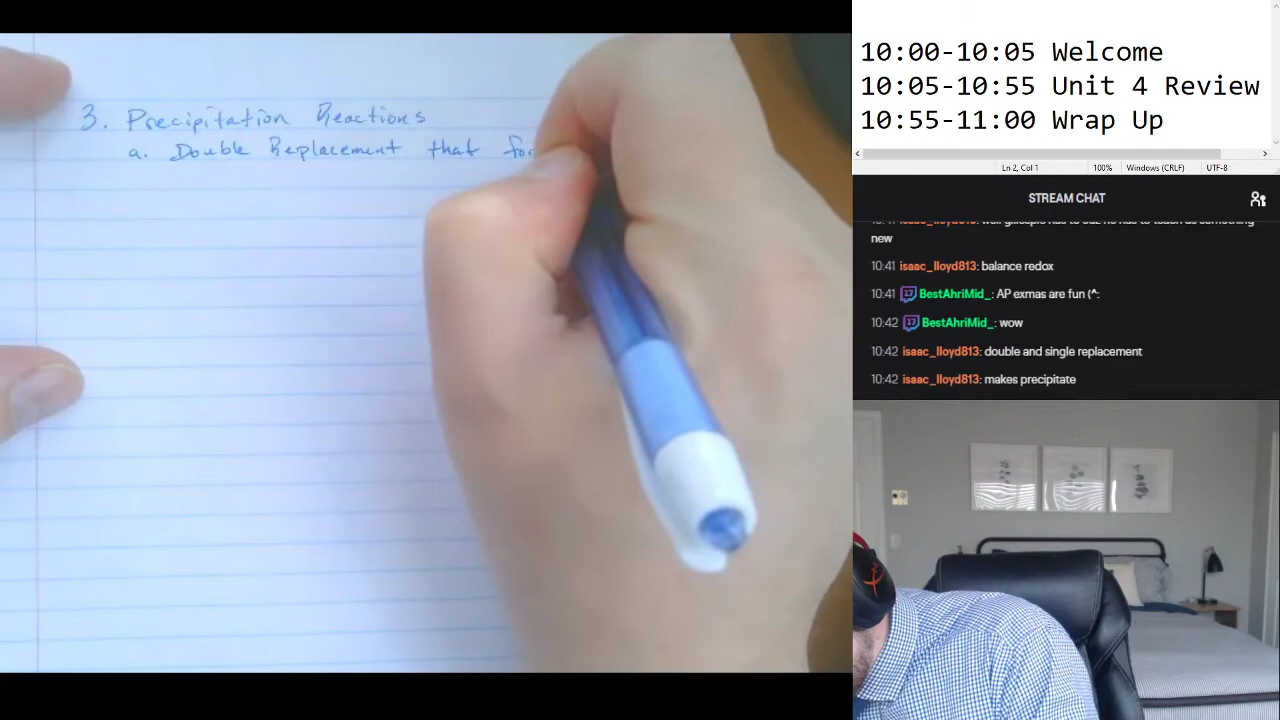 3. Precipitation Reactions
a. Double Replacement that for
10:00-10:05 Welcome
10:05-10:55 Unit 4 Review
10:55-11:00 Wrap Up
Ln 2, Col 1 100% Windows (CRLF) UTF-8
STREAM CHAT
new
10:41 isaac_lloyd813: balance redox
10:41 BestAhriMid_: AP exmas are fun (^:
10:42 BestAhriMid_: wow
10:42 isaac_lloyd813: double and single replacement
10:42 isaac_lloyd813: makes precipitate